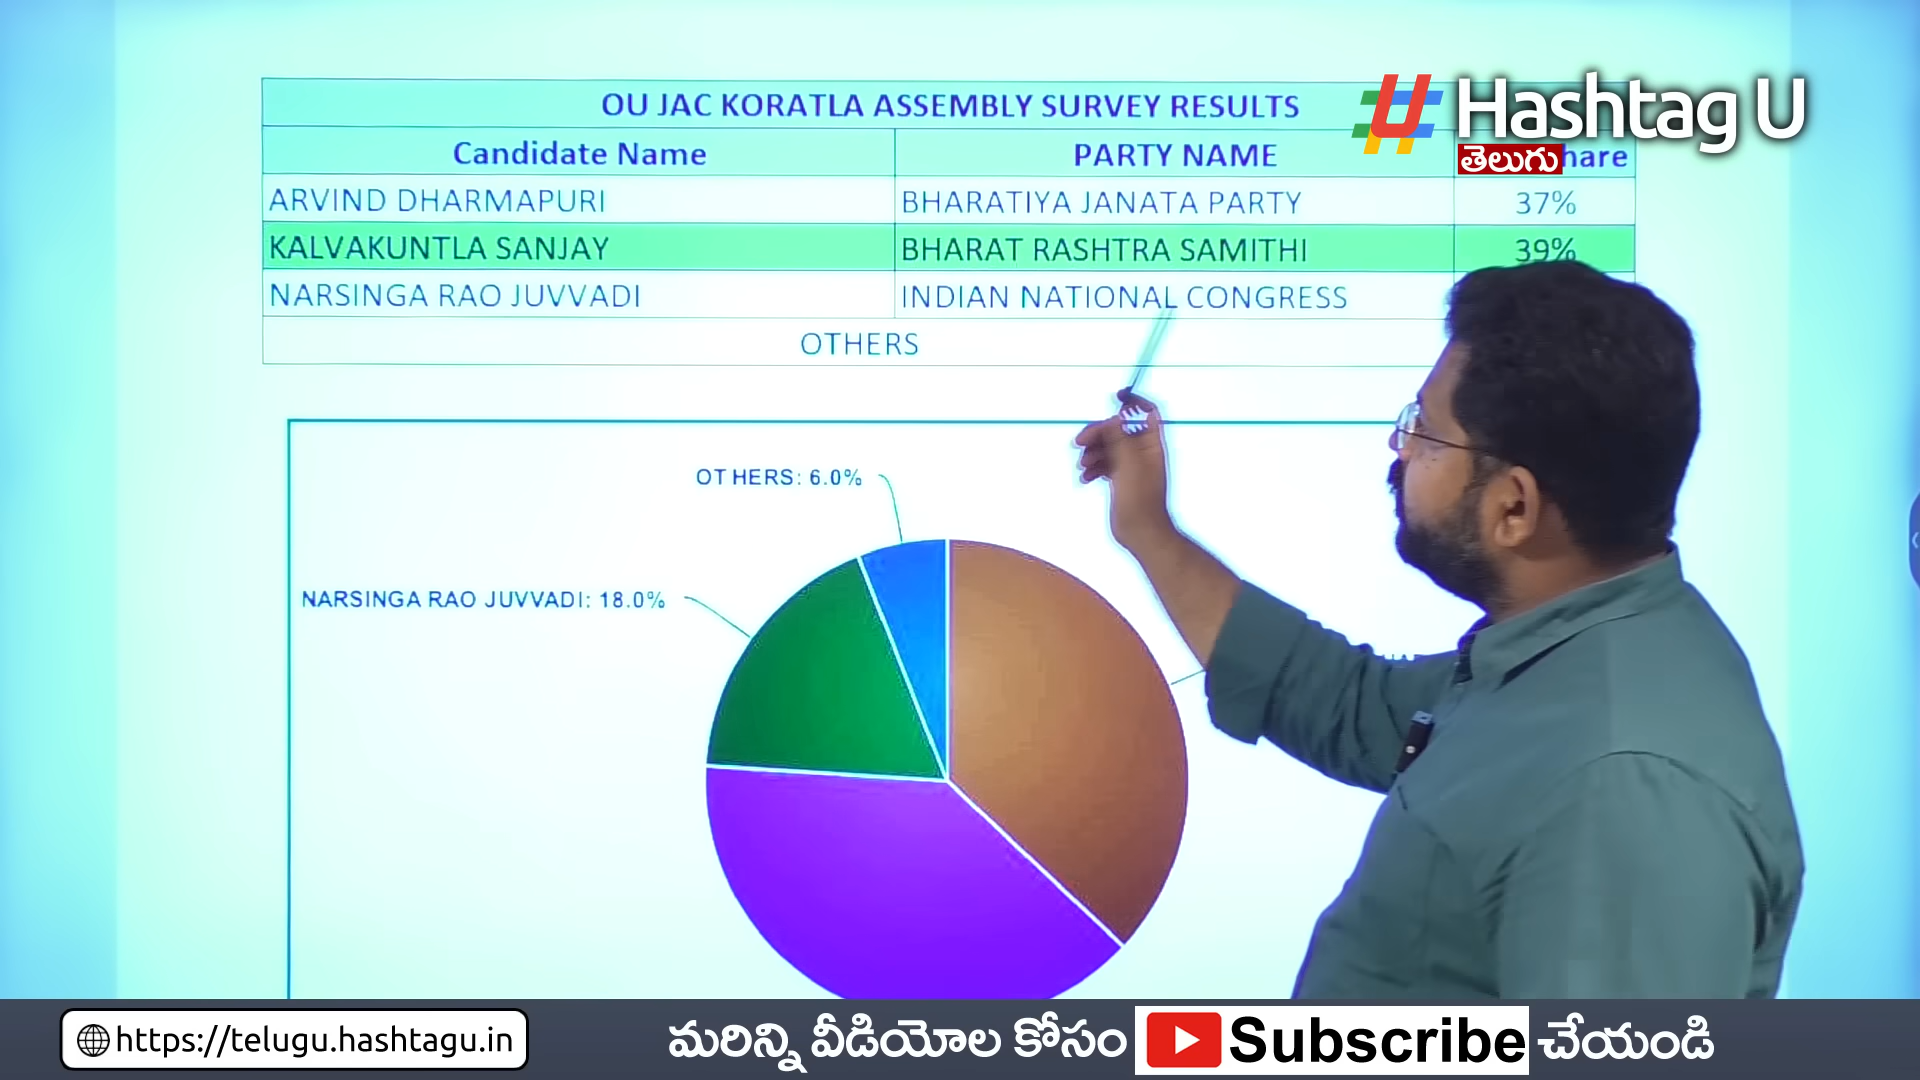 OU JAC KORATLA ASSEMBLY SURVEY RESULTS
Hashtag U
తెలుగు
Candidate Name PARTY NAME hare
ARVIND DHARMAPURI BHARATIYA JANATA PARTY 37%
KALVAKUNTLA SANJAY BHARAT RASHTRA SAMITHI 39%
NARSINGA RAO JUVVADI INDIAN NATIONAL CONGRESS
OTHERS
OTHERS: 6.0%
NARSINGA RAO JUVVADI: 18.0%
https://telugu.hashtagu.in మరిన్ని వీడియోల కోసం Subscribe చేయండి